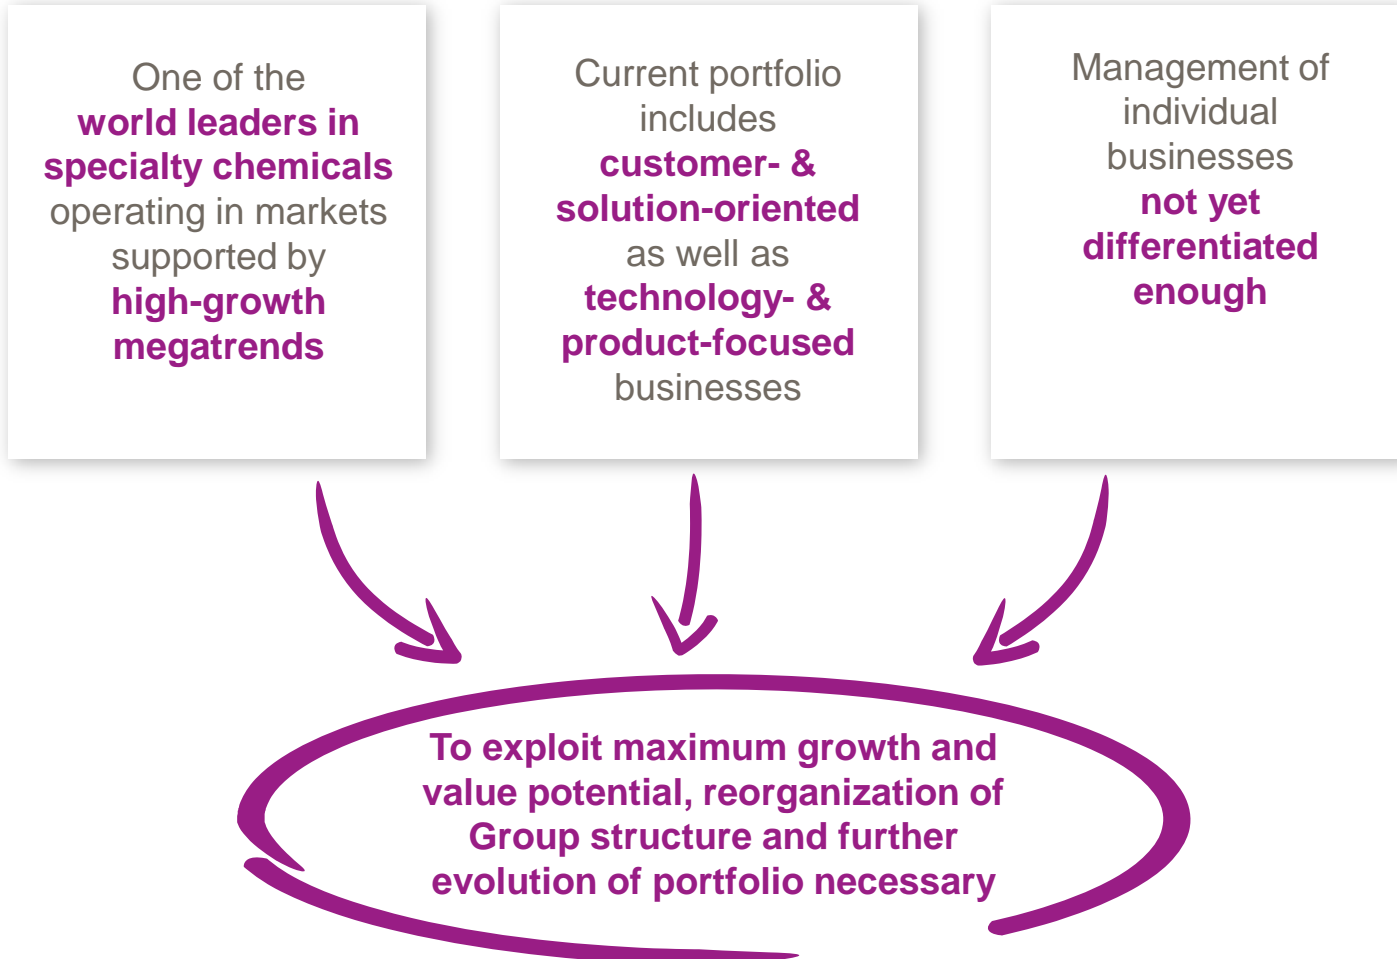 One of the
world leaders in
specialty chemicals
operating in markets
supported by
high-growth
megatrends
Current portfolio
includes
customer- &
solution-oriented
as well as
technology- &
product-focused
businesses
Management of
individual
businesses
not yet
differentiated
enough
To exploit maximum growth and
value potential, reorganization of
Group structure and further
evolution of portfolio necessary